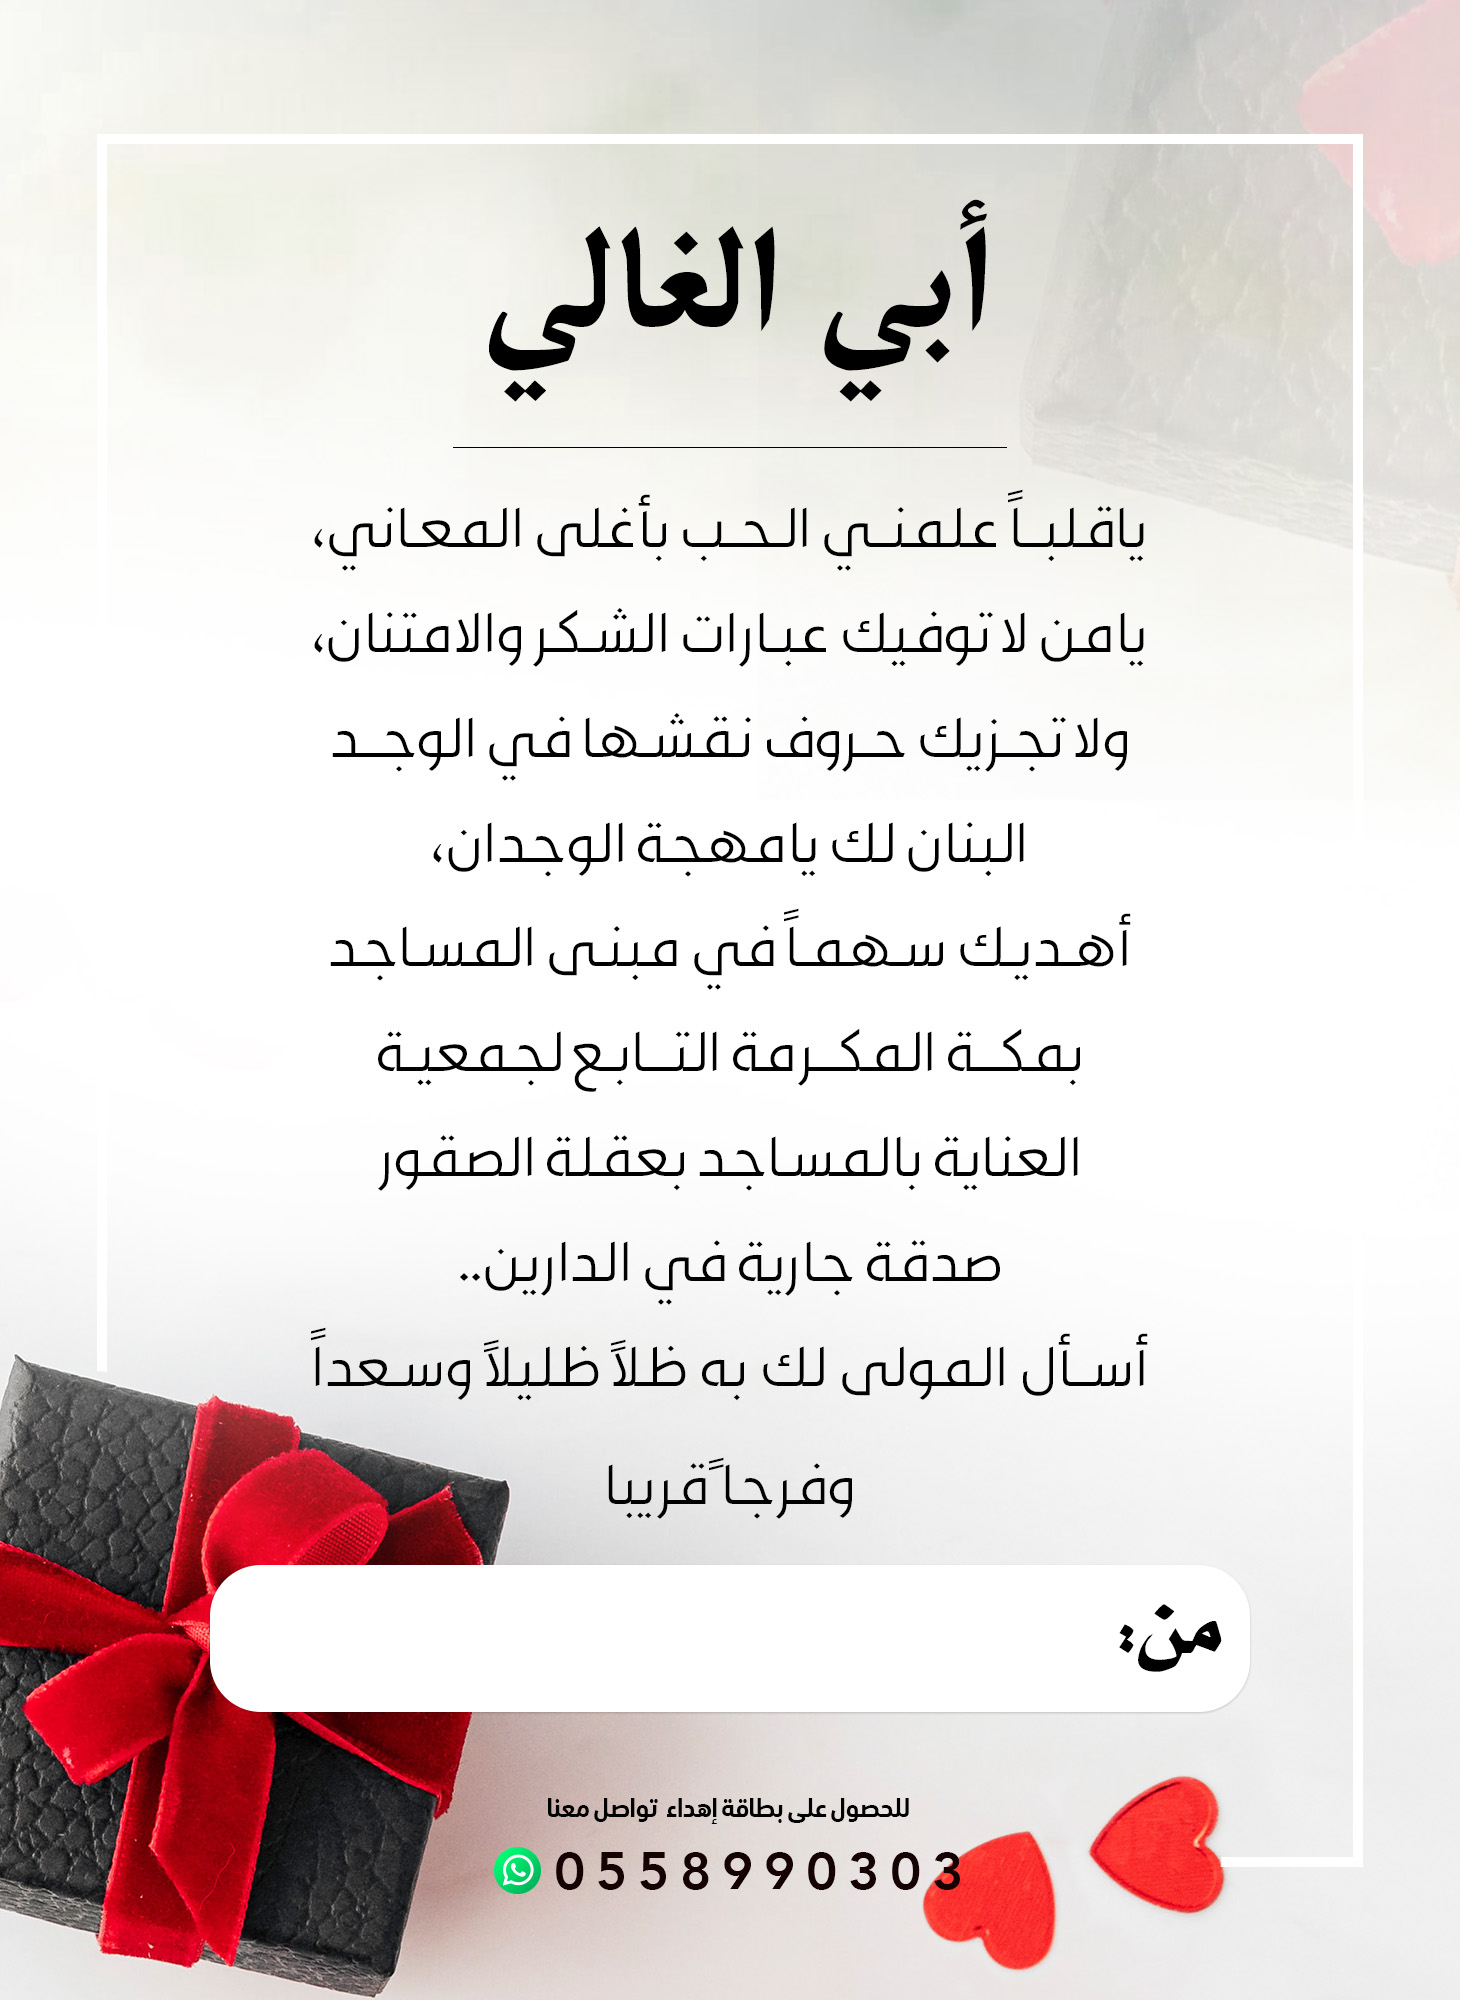 أبي الغالي
ياقلباً علمني الحب بأغلى المعاني،
يامن لا توفيك عبارات الشكر والامتنان،
ولا تجزيك حروف نقشها في الوجد
البنان لك يامهجة الوجدان،
أهديك سهماً في مبنى المساجد
بمكة المكرمة التابع لجمعية
العناية بالمساجد بعقلة الصقور
صدقة جارية في الدارين..
أسأل المولى لك به ظلاً ظليلاً وسعداً
وفرجا ًقريبا
من:
للحصول على بطاقة إهداء تواصل معنا
0558990303